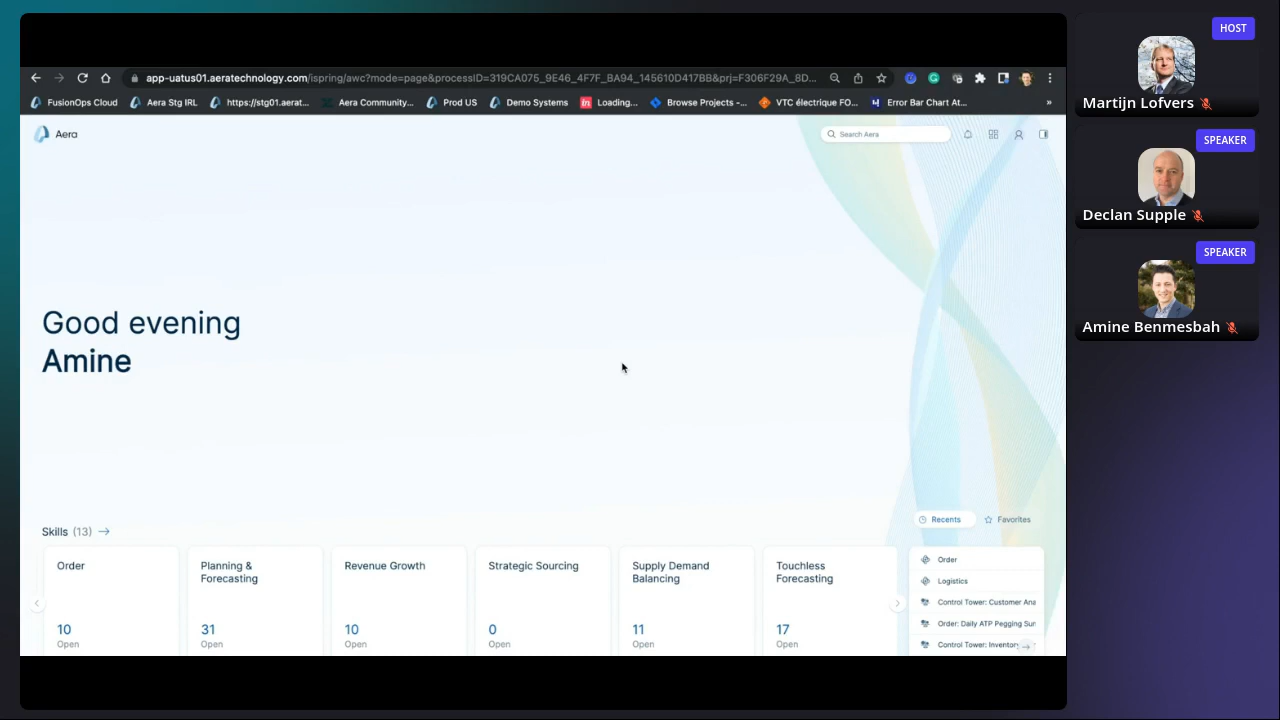 app-uatus01.aeratechnology.com/ispring/awc?mode=page&processID=319CA075_9E46_4F7F_BA94_145610D417BB&prj=F306F29A_8D...
FusionOps Cloud
Aera Stg IRL
https://stg01.aerat...
Aera Community...
Prod US
Demo Systems
in
Loading...
Browse Projects -...
VTC électrique FO...
Error Bar Chart At...
»
Aera
Search Aera
Good evening
Amine
Skills (13)
Recents
Favorites
Order
10
Open
Planning &
Forecasting
31
Open
Revenue Growth
10
Open
Strategic Sourcing
0
Open
Supply Demand
Balancing
11
Open
Touchless
Forecasting
17
Open
Order
Logistics
Control Tower: Customer Ana
Order: Daily ATP Pegging Sum
Control Tower: Inventory
HOST
Martijn Lofvers
SPEAKER
Declan Supple
SPEAKER
Amine Benmesbah